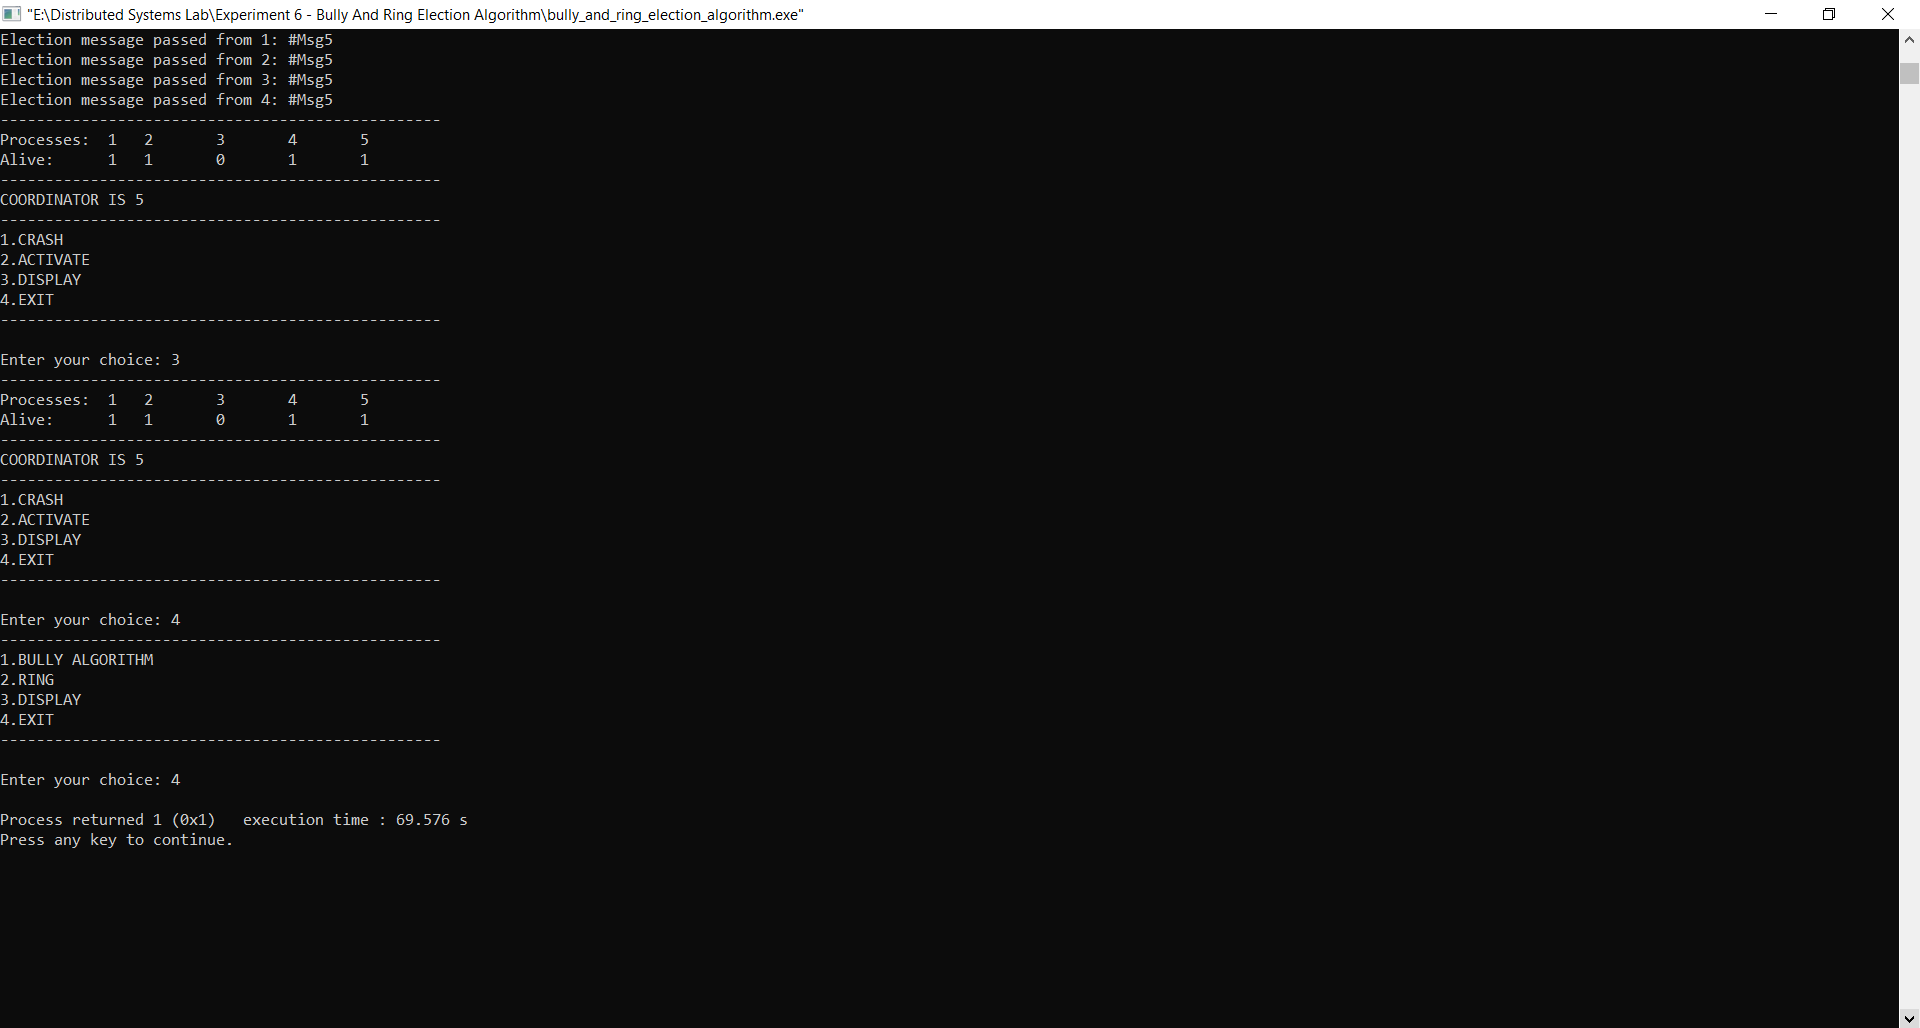 "E:\Distributed Systems Lab\Experiment 6 - Bully And Ring Election Algorithm\bully_and_ring_election_algorithm.exe"
Election message passed from 1: #Msg5
Election message passed from 2: #Msg5
Election message passed from 3: #Msg5
Election message passed from 4: #Msg5
-------------------------------------------------
Processes:  1   2       3       4       5
Alive:      1   1       0       1       1
-------------------------------------------------
COORDINATOR IS 5
-------------------------------------------------
1.CRASH
2.ACTIVATE
3.DISPLAY
4.EXIT
-------------------------------------------------
Enter your choice: 3
-------------------------------------------------
Processes:  1   2       3       4       5
Alive:      1   1       0       1       1
-------------------------------------------------
COORDINATOR IS 5
-------------------------------------------------
1.CRASH
2.ACTIVATE
3.DISPLAY
4.EXIT
-------------------------------------------------
Enter your choice: 4
-------------------------------------------------
1.BULLY ALGORITHM
2.RING
3.DISPLAY
4.EXIT
-------------------------------------------------
Enter your choice: 4
Process returned 1 (0x1)   execution time : 69.576 s
Press any key to continue.